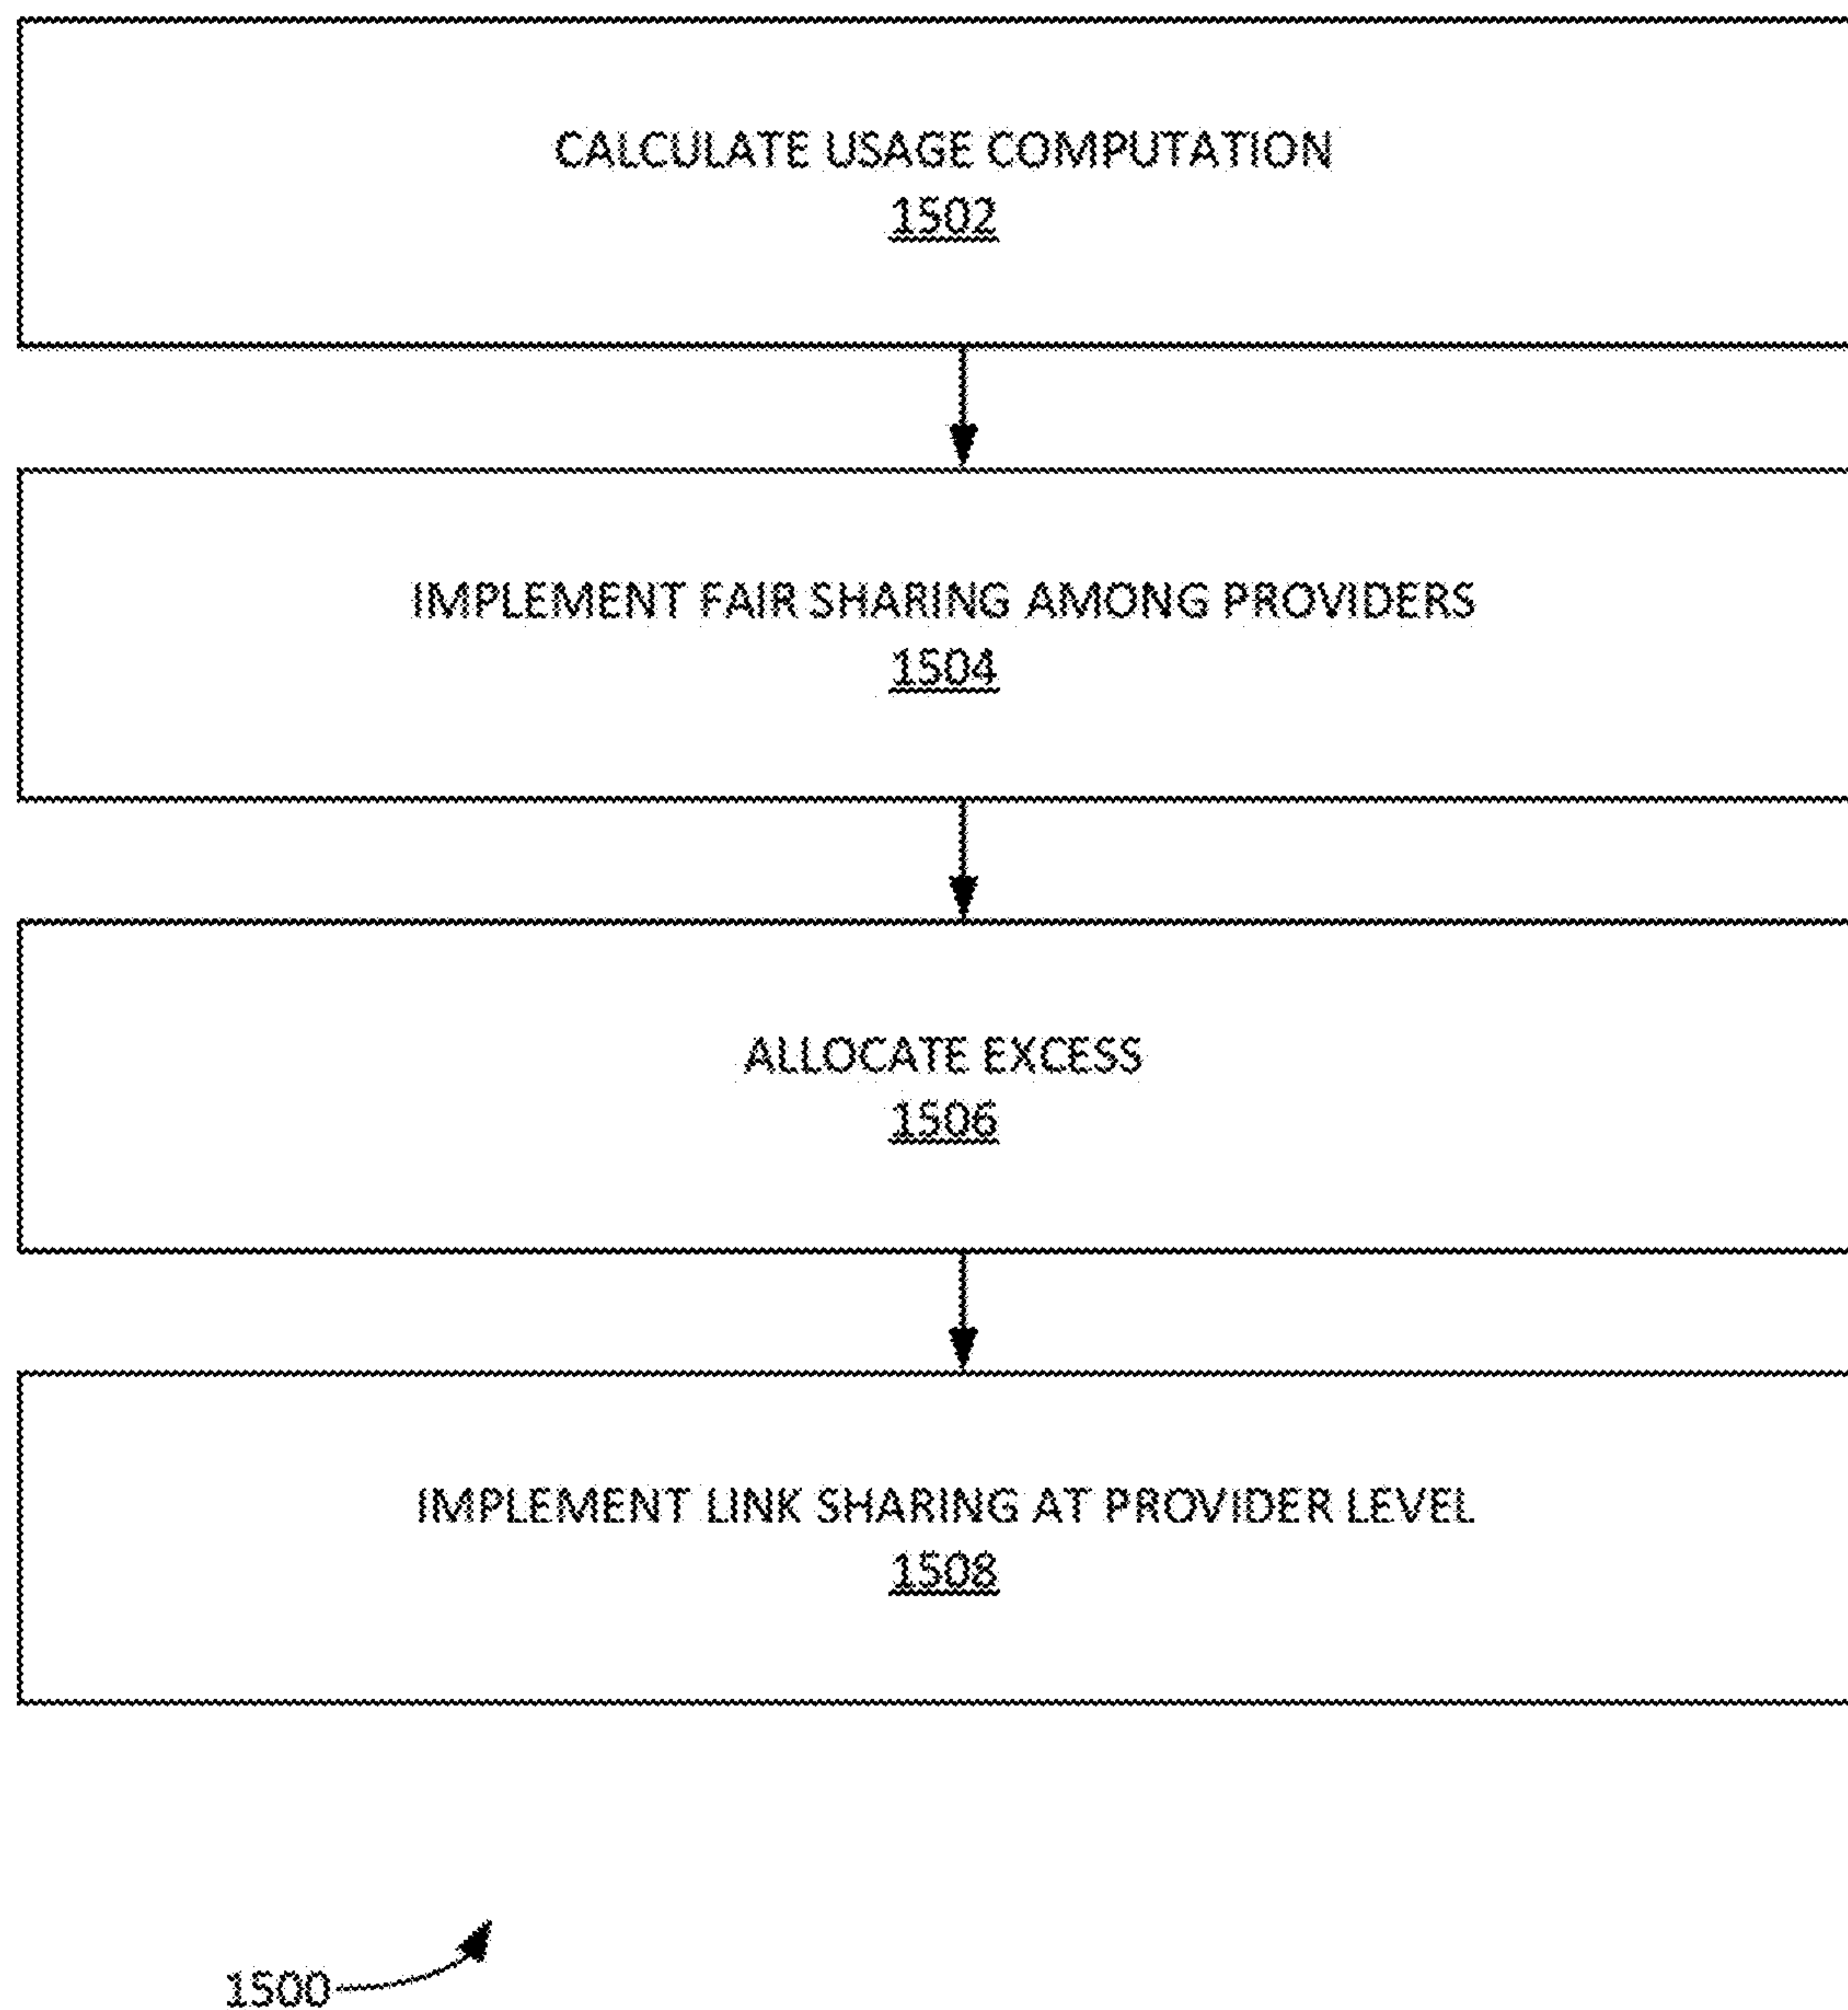 CALCULATE USAGE COMPUTATION
1502
IMPLEMENT FAIR SHARING AMONG PROVIDERS
1504
ALLOCATE EXCESS
1506
IMPLEMENT LINK SHARING AT PROVIDER LEVEL
1508
1500